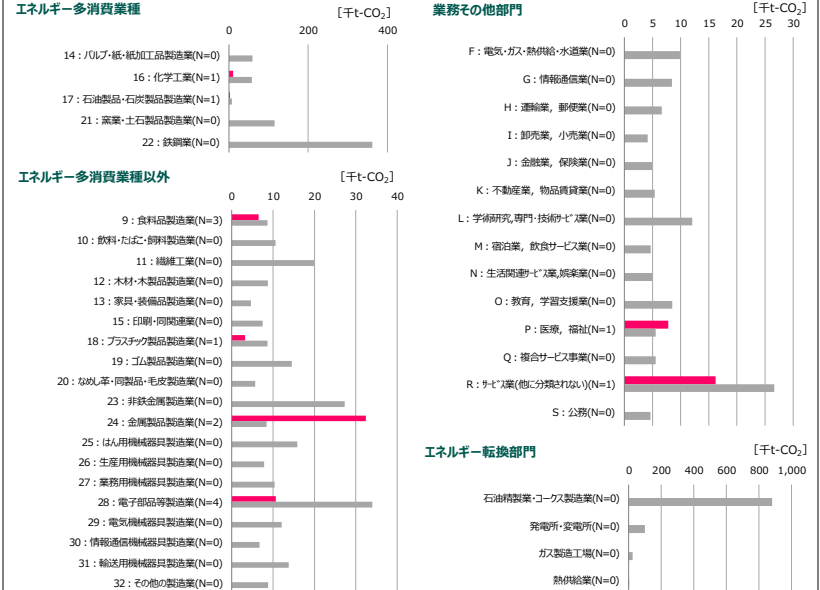 エネルギー多消費業種
[千t-CO₂]
0 200 400
14：パルプ・紙・紙加工品製造業(N=0)
16：化学工業(N=1)
17：石油製品・石炭製品製造業(N=1)
21：窯業・土石製品製造業(N=0)
22：鉄鋼業(N=0)
エネルギー多消費業種以外
[千t-CO₂]
0 10 20 30 40
9：食料品製造業(N=3)
10：飲料・たばこ・飼料製造業(N=0)
11：繊維工業(N=0)
12：木材・木製品製造業(N=0)
13：家具・装備品製造業(N=0)
15：印刷・同関連業(N=0)
18：プラスチック製品製造業(N=1)
19：ゴム製品製造業(N=0)
20：なめし革・同製品・毛皮製造業(N=0)
23：非鉄金属製造業(N=0)
24：金属製品製造業(N=2)
25：はん用機械器具製造業(N=0)
26：生産用機械器具製造業(N=0)
27：業務用機械器具製造業(N=0)
28：電子部品等製造業(N=4)
29：電気機械器具製造業(N=0)
30：情報通信機械器具製造業(N=0)
31：輸送用機械器具製造業(N=0)
32：その他の製造業(N=0)
業務その他部門
[千t-CO₂]
0 5 10 15 20 25 30
F：電気・ガス・熱供給・水道業(N=0)
G：情報通信業(N=0)
H：運輸業，郵便業(N=0)
I：卸売業，小売業(N=0)
J：金融業，保険業(N=0)
K：不動産業，物品賃貸業(N=0)
L：学術研究,専門・技術ｻｰﾋﾞｽ業(N=0)
M：宿泊業，飲食サービス業(N=0)
N：生活関連ｻｰﾋﾞｽ業,娯楽業(N=0)
O：教育，学習支援業(N=0)
P：医療，福祉(N=1)
Q：複合サービス事業(N=0)
R：ｻｰﾋﾞｽ業(他に分類されない)(N=1)
S：公務(N=0)
エネルギー転換部門
[千t-CO₂]
0 200 400 600 800 1,000
石油精製業・コークス製造業(N=0)
発電所・変電所(N=0)
ガス製造工場(N=0)
熱供給業(N=0)